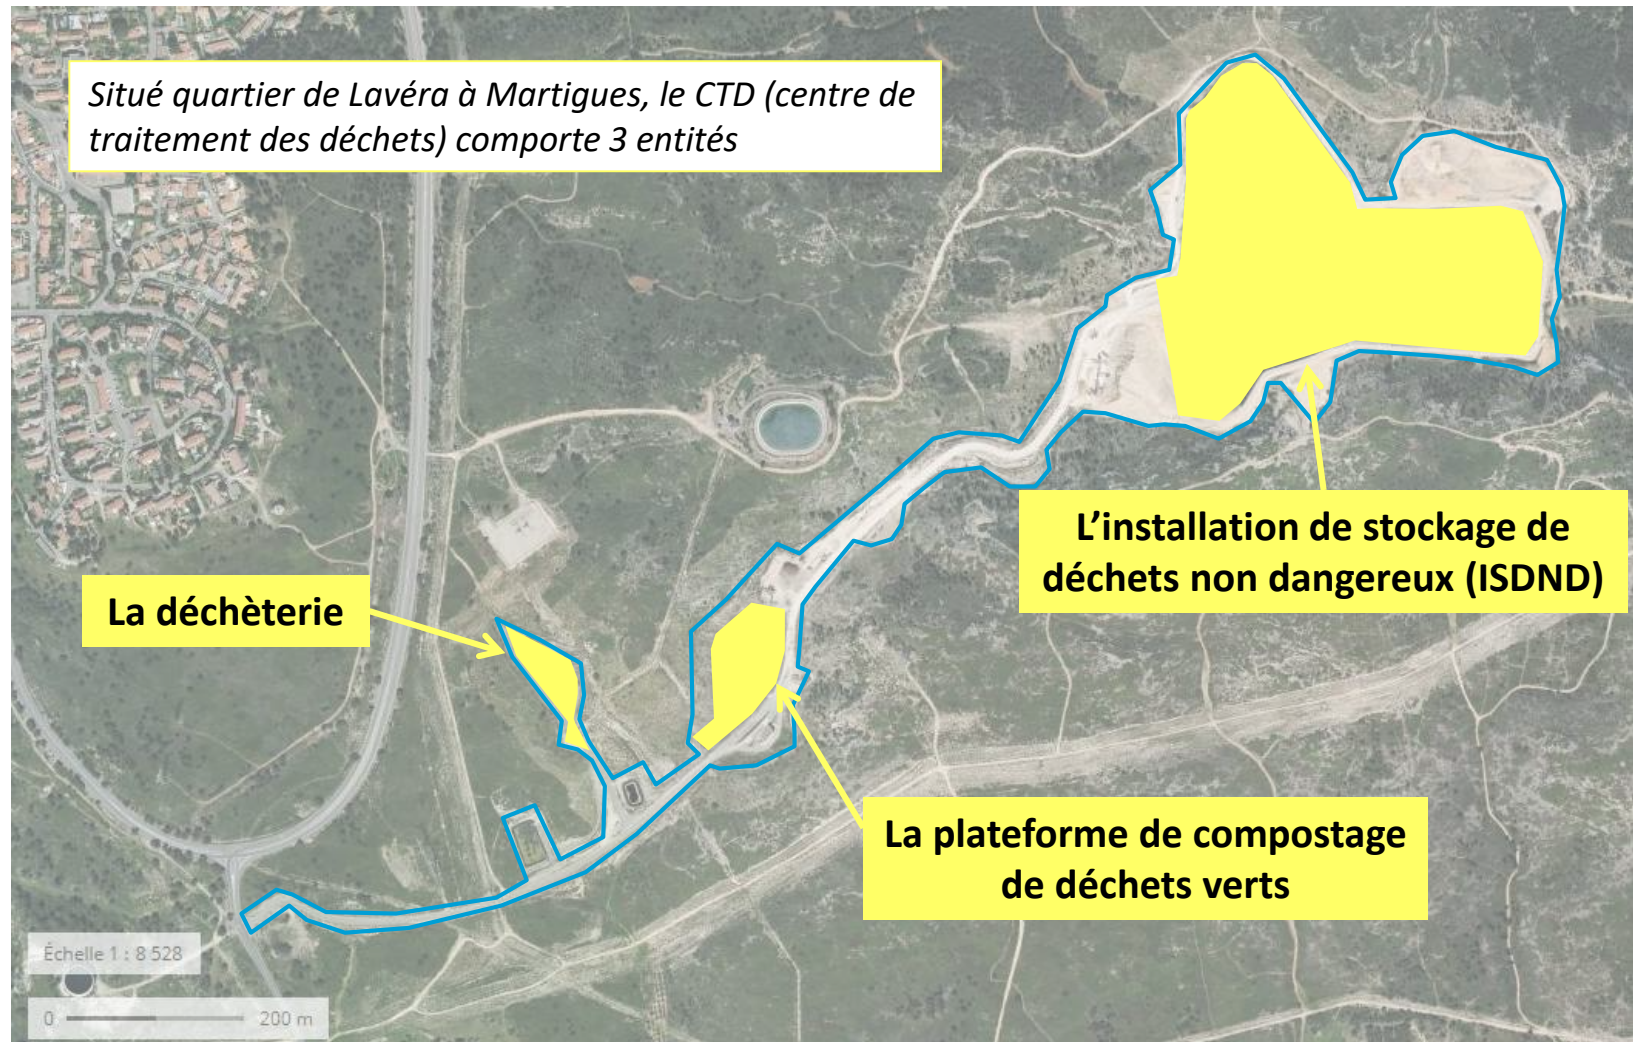 Situé quartier de Lavéra à Martigues, le CTD (centre de
traitement des déchets) comporte 3 entités
L’installation de stockage de
déchets non dangereux (ISDND)
La déchèterie
La plateforme de compostage
de déchets verts
Échelle 1 : 8 528
0 200 m